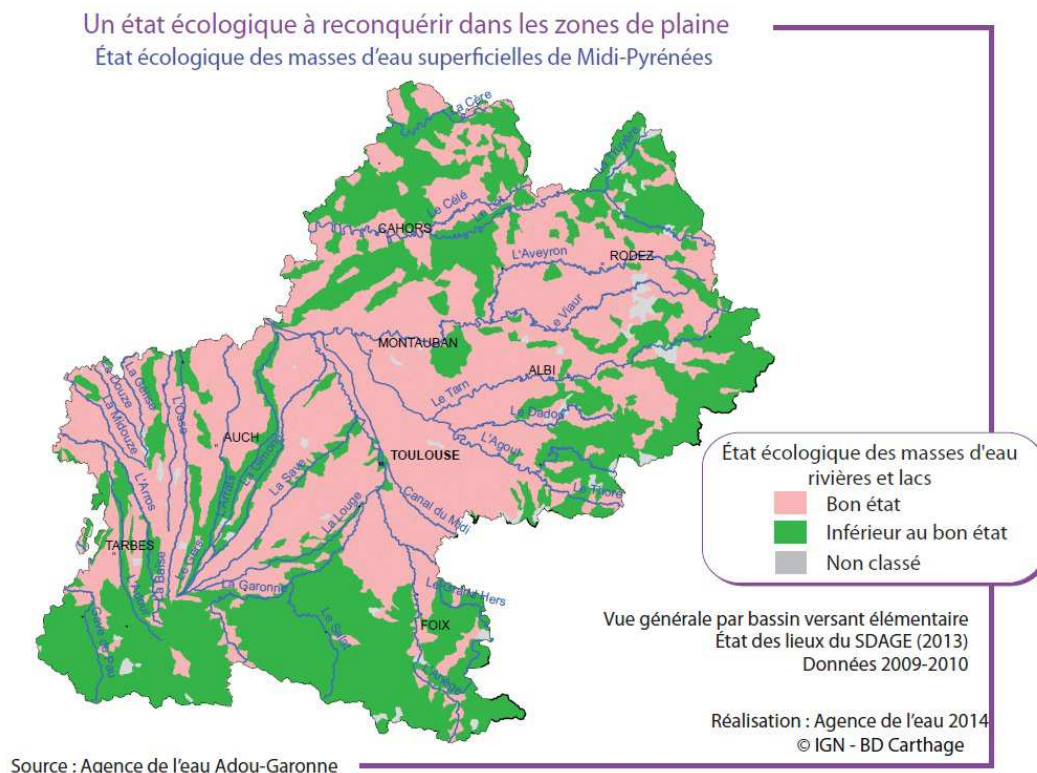 Un état écologique à reconquérir dans les zones de plaine
État écologique des masses d'eau superficielles de Midi-Pyrénées
La Cère
La Truyère
Le Célé
Le Lot
CAHORS
L'Aveyron
RODEZ
Le Viaur
MONTAUBAN
ALBI
Le Tarn
La Douze
La Gélise
La Midouze
L'Osse
Le Dadou
AUCH
L'Agout
La Gimone
TOULOUSE
La Save
L'Arrats
Le Thoré
L'Arros
Canal du Midi
La Louge
TARBES
Le Gers
La Baïse
L'Adour
La Garonne
Le Grand Hers
Gave de Pau
Le Salat
FOIX
L'Ariège
État écologique des masses d'eau
rivières et lacs
Bon état
Inférieur au bon état
Non classé
Vue générale par bassin versant élémentaire
État des lieux du SDAGE (2013)
Données 2009-2010
Réalisation : Agence de l'eau 2014
© IGN - BD Carthage
Source : Agence de l'eau Adou-Garonne